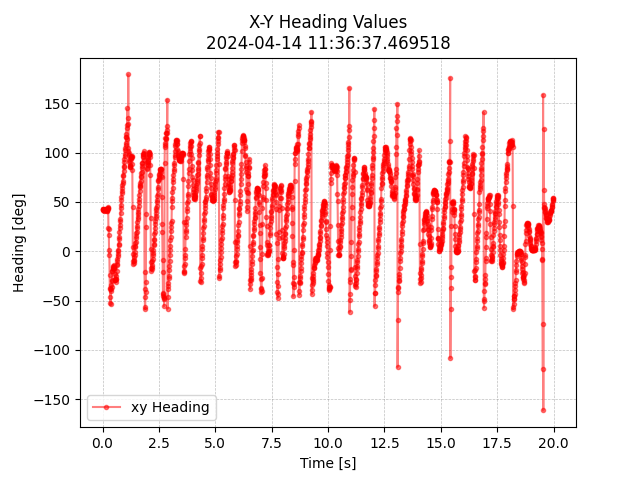 X-Y Heading Values
2024-04-14 11:36:37.469518
Heading [deg]
150
100
50
0
−50
−100
−150
xy Heading
0.0 2.5 5.0 7.5 10.0 12.5 15.0 17.5 20.0
Time [s]